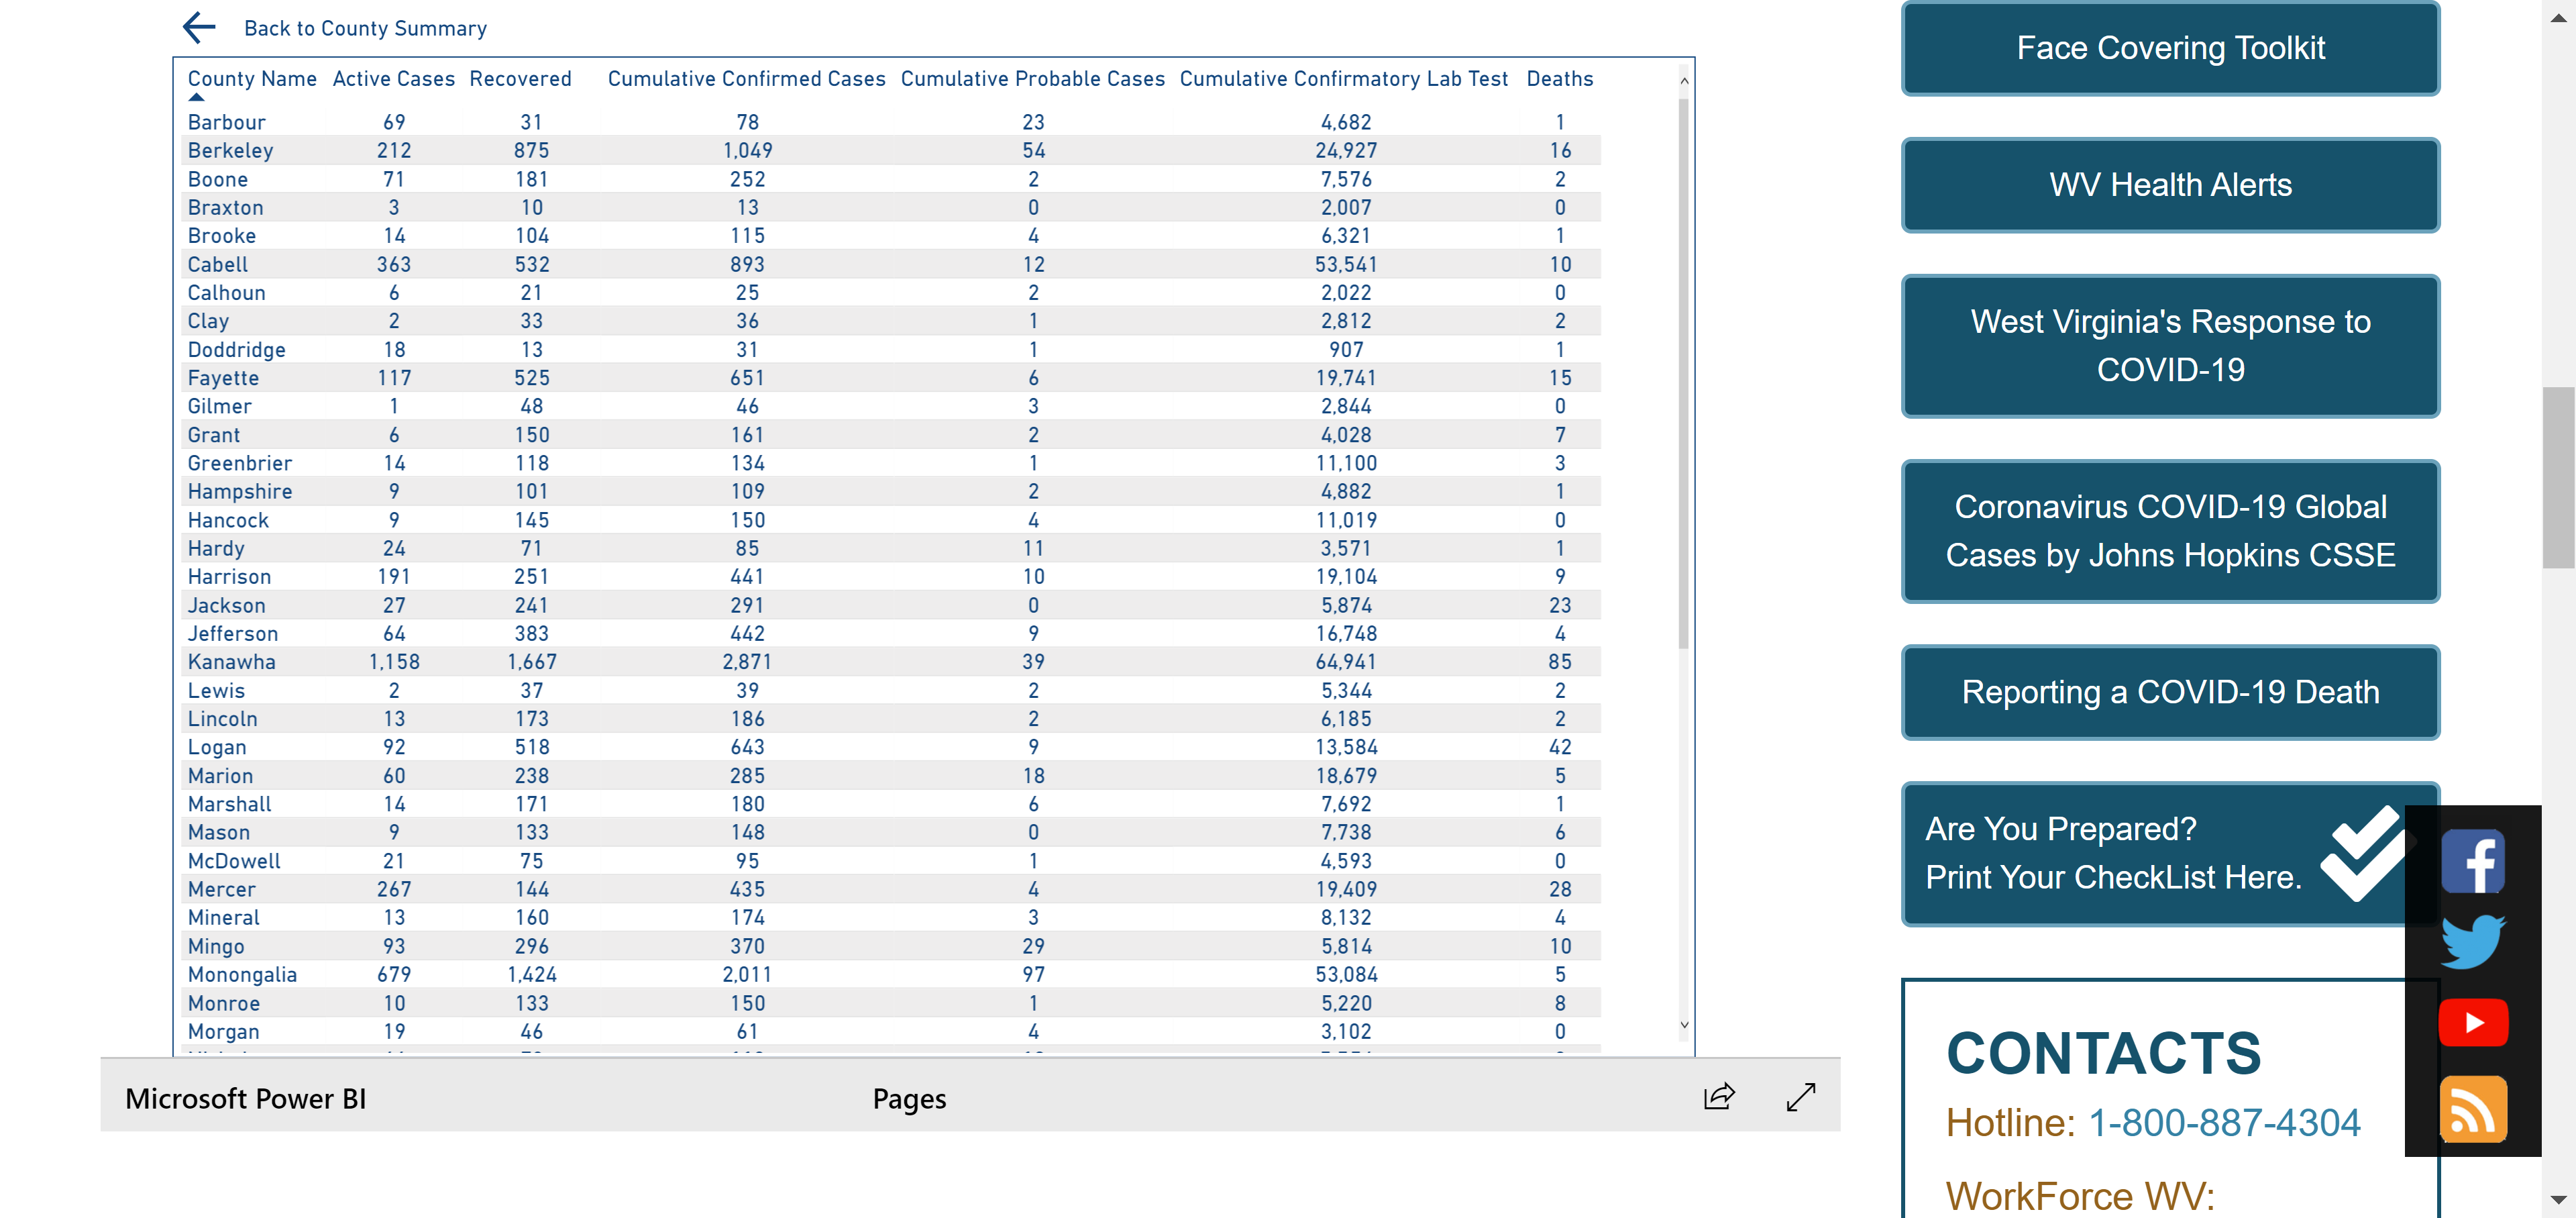 Back to County Summary
County Name Active Cases Recovered Cumulative Confirmed Cases Cumulative Probable Cases Cumulative Confirmatory Lab Test Deaths
Barbour 69 31 78 23 4,682 1
Berkeley 212 875 1,049 54 24,927 16
Boone 71 181 252 2 7,576 2
Braxton 3 10 13 0 2,007 0
Brooke 14 104 115 4 6,321 1
Cabell 363 532 893 12 53,541 10
Calhoun 6 21 25 2 2,022 0
Clay 2 33 36 1 2,812 2
Doddridge 18 13 31 1 907 1
Fayette 117 525 651 6 19,741 15
Gilmer 1 48 46 3 2,844 0
Grant 6 150 161 2 4,028 7
Greenbrier 14 118 134 1 11,100 3
Hampshire 9 101 109 2 4,882 1
Hancock 9 145 150 4 11,019 0
Hardy 24 71 85 11 3,571 1
Harrison 191 251 441 10 19,104 9
Jackson 27 241 291 0 5,874 23
Jefferson 64 383 442 9 16,748 4
Kanawha 1,158 1,667 2,871 39 64,941 85
Lewis 2 37 39 2 5,344 2
Lincoln 13 173 186 2 6,185 2
Logan 92 518 643 9 13,584 42
Marion 60 238 285 18 18,679 5
Marshall 14 171 180 6 7,692 1
Mason 9 133 148 0 7,738 6
McDowell 21 75 95 1 4,593 0
Mercer 267 144 435 4 19,409 28
Mineral 13 160 174 3 8,132 4
Mingo 93 296 370 29 5,814 10
Monongalia 679 1,424 2,011 97 53,084 5
Monroe 10 133 150 1 5,220 8
Morgan 19 46 61 4 3,102 0
Microsoft Power BI
Pages
Face Covering Toolkit
WV Health Alerts
West Virginia's Response to
COVID-19
Coronavirus COVID-19 Global
Cases by Johns Hopkins CSSE
Reporting a COVID-19 Death
Are You Prepared?
Print Your CheckList Here.
CONTACTS
Hotline: 1-800-887-4304
WorkForce WV: